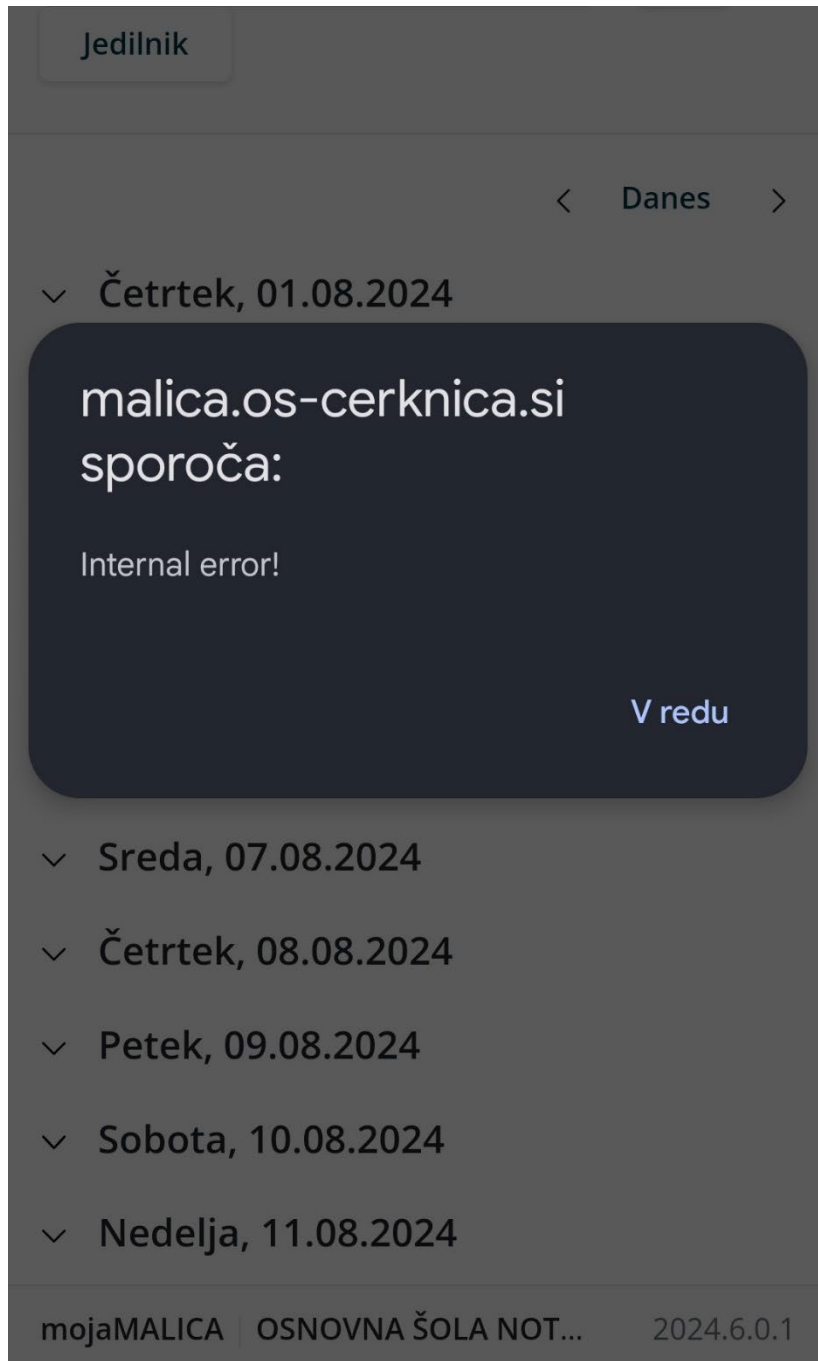 Jedilnik
Danes
Četrtek, 01.08.2024
malica.os-cerknica.si
sporoča:
Internal error!
V redu
Sreda, 07.08.2024
Četrtek, 08.08.2024
Petek, 09.08.2024
Sobota, 10.08.2024
Nedelja, 11.08.2024
mojaMALICA OSNOVNA ŠOLA NOT... 2024.6.0.1